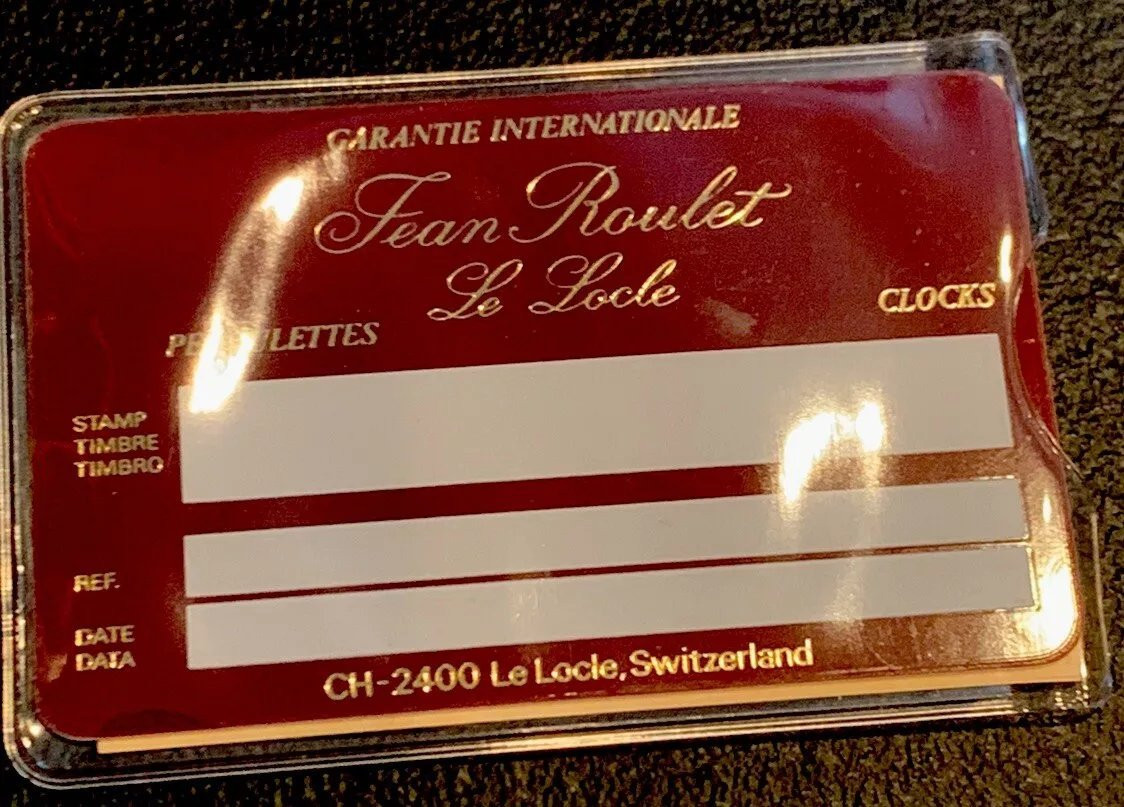 GARANTIE INTERNATIONALE
Jean Roulet
Le Locle
CLOCKS
STAMP
TIMBRE
TIMBRO
REF.
DATE
DATA
CH-2400 Le Locle, Switzerland